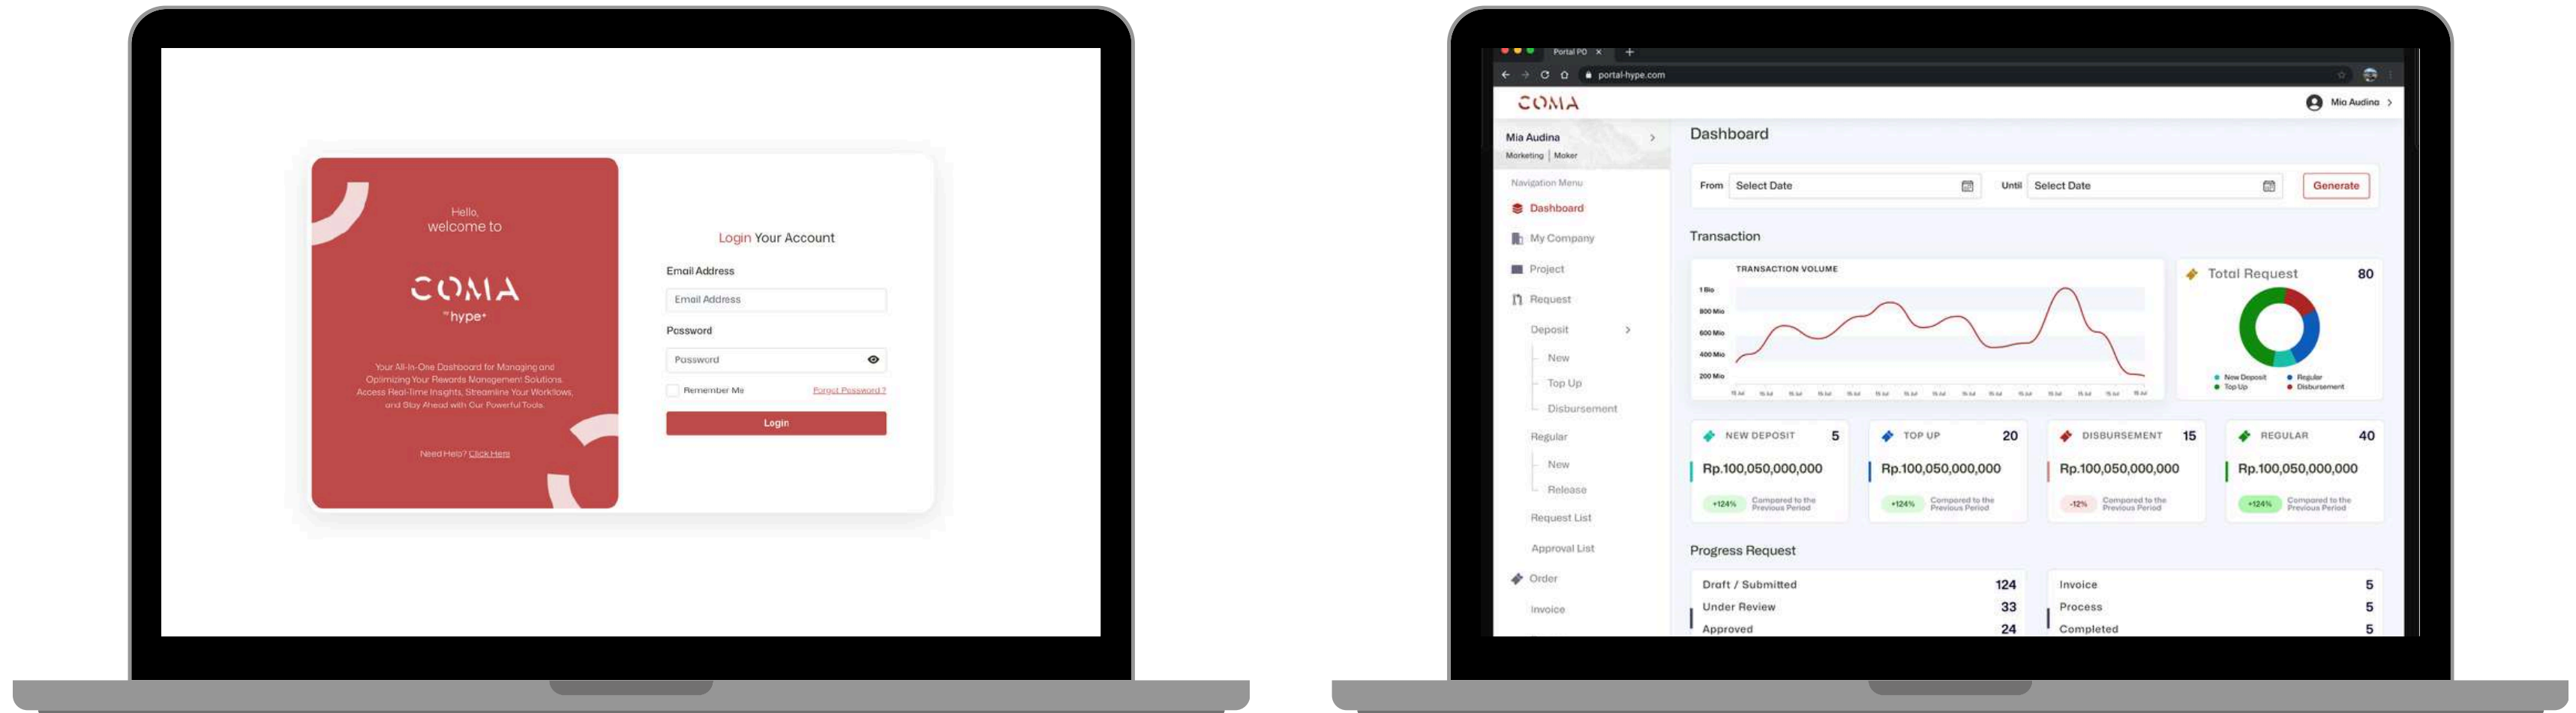 Hello,
welcome to
COMA
by hype+
Your All-In-One Dashboard for Managing and
Optimizing Your Rewards Management Solutions.
Access Real-Time Insights, Streamline Your Workflows,
and Stay Ahead with Our Powerful Tools.
Need Help? Click Here
Login Your Account
Email Address
Email Address
Password
Password
Remember Me
Forgot Password ?
Login
Portal PO
portal-hype.com
COMA
Mia Audina
Mia Audina
Marketing | Maker
Navigation Menu
Dashboard
My Company
Project
Request
Deposit
New
Top Up
Disbursement
Regular
New
Release
Request List
Approval List
Order
Invoice
Dashboard
From Select Date
Until Select Date
Generate
Transaction
TRANSACTION VOLUME
1 Bio
800 Mio
600 Mio
400 Mio
200 Mio
Total Request 80
New Deposit Regular
Top Up Disbursement
NEW DEPOSIT 5
Rp.100,050,000,000
+124% Compared to the
Previous Period
TOP UP 20
Rp.100,050,000,000
+124% Compared to the
Previous Period
DISBURSEMENT 15
Rp.100,050,000,000
-12% Compared to the
Previous Period
REGULAR 40
Rp.100,050,000,000
+124% Compared to the
Previous Period
Progress Request
Draft / Submitted 124
Under Review 33
Approved 24
Invoice 5
Process 5
Completed 5